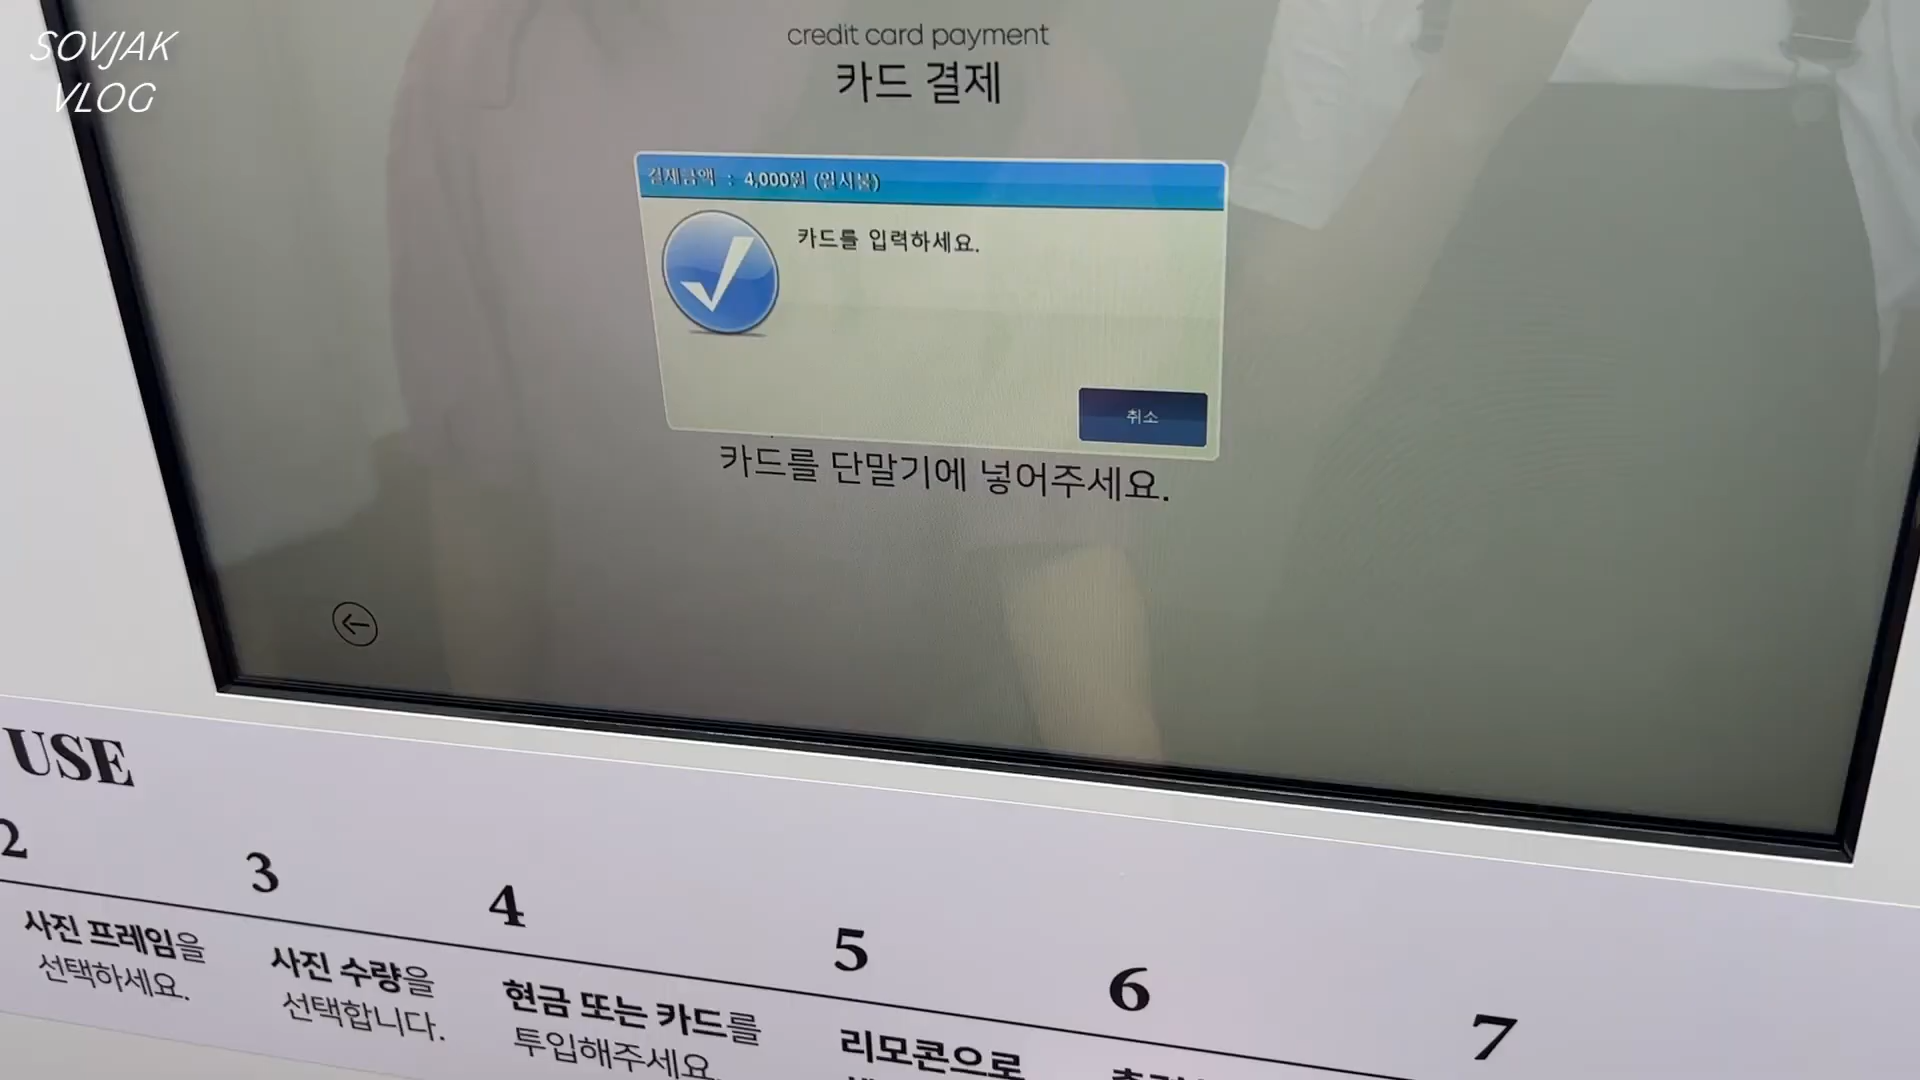 SOVJAK
VLOG
credit card payment
카드 결제
결제금액 : 4,000원 (일시불)
카드를 입력하세요.
취소
카드를 단말기에 넣어주세요.
USE
2
사진 프레임을
선택하세요.
3
사진 수량을
선택합니다.
4
현금 또는 카드를
투입해주세요.
5
리모콘으로
6
7